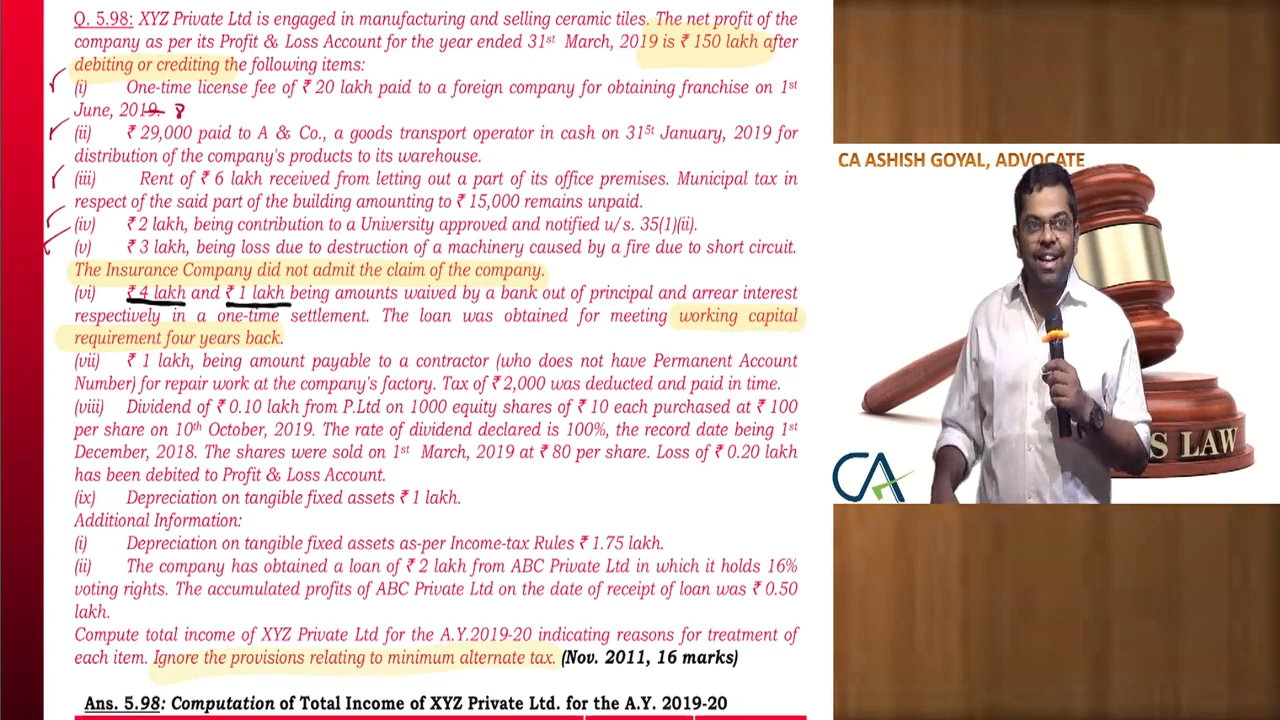 Q. 5.98: XYZ Private Ltd is engaged in manufacturing and selling ceramic tiles. The net profit of the
company as per its Profit & Loss Account for the year ended 31st March, 2019 is ₹ 150 lakh after
debiting or crediting the following items:
(i) One-time license fee of ₹ 20 lakh paid to a foreign company for obtaining franchise on 1st
June, 2019. 8
(ii) ₹ 29,000 paid to A & Co., a goods transport operator in cash on 31st January, 2019 for
distribution of the company's products to its warehouse.
(iii) Rent of ₹ 6 lakh received from letting out a part of its office premises. Municipal tax in
respect of the said part of the building amounting to ₹ 15,000 remains unpaid.
(iv) ₹ 2 lakh, being contribution to a University approved and notified u/s. 35(1)(ii).
(v) ₹ 3 lakh, being loss due to destruction of a machinery caused by a fire due to short circuit.
The Insurance Company did not admit the claim of the company.
(vi) ₹ 4 lakh and ₹ 1 lakh being amounts waived by a bank out of principal and arrear interest
respectively in a one-time settlement. The loan was obtained for meeting working capital
requirement four years back.
(vii) ₹ 1 lakh, being amount payable to a contractor (who does not have Permanent Account
Number) for repair work at the company's factory. Tax of ₹ 2,000 was deducted and paid in time.
(viii) Dividend of ₹ 0.10 lakh from P.Ltd on 1000 equity shares of ₹ 10 each purchased at ₹ 100
per share on 10th October, 2019. The rate of dividend declared is 100%, the record date being 1st
December, 2018. The shares were sold on 1st March, 2019 at ₹ 80 per share. Loss of ₹ 0.20 lakh
has been debited to Profit & Loss Account.
(ix) Depreciation on tangible fixed assets ₹ 1 lakh.
Additional Information:
(i) Depreciation on tangible fixed assets as-per Income-tax Rules ₹ 1.75 lakh.
(ii) The company has obtained a loan of ₹ 2 lakh from ABC Private Ltd in which it holds 16%
voting rights. The accumulated profits of ABC Private Ltd on the date of receipt of loan was ₹ 0.50
lakh.
Compute total income of XYZ Private Ltd for the A.Y.2019-20 indicating reasons for treatment of
each item. Ignore the provisions relating to minimum alternate tax. (Nov. 2011, 16 marks)
Ans. 5.98: Computation of Total Income of XYZ Private Ltd. for the A.Y. 2019-20
CA ASHISH GOYAL, ADVOCATE
S LAW
CA